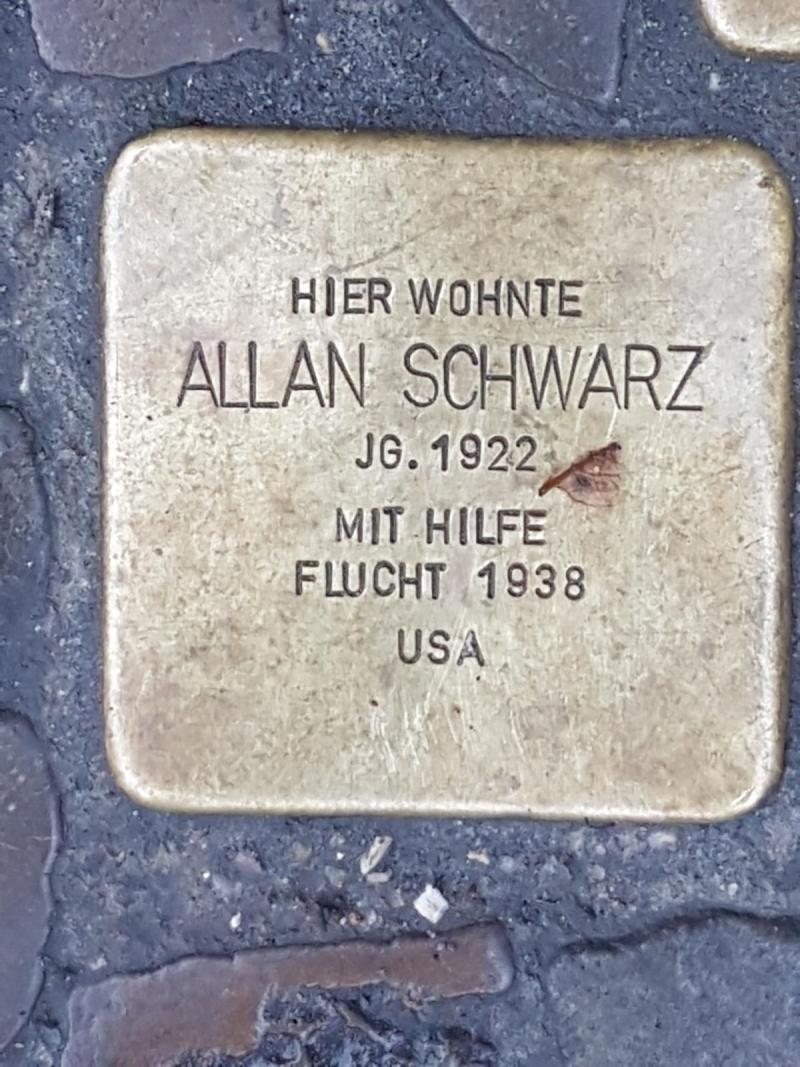 HIER WOHNTE
ALLAN SCHWARZ
JG. 1922
MIT HILFE
FLUCHT 1938
USA